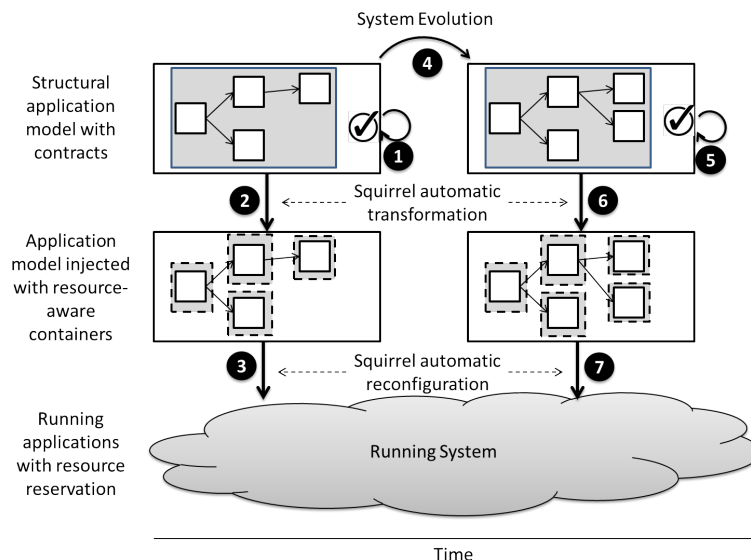 System Evolution
4
Structural
application
model with
contracts
1
5
2
Squirrel automatic
transformation
6
Application
model injected
with resource-
aware
containers
3
Squirrel automatic
reconfiguration
7
Running
applications
with resource
reservation
Running System
Time